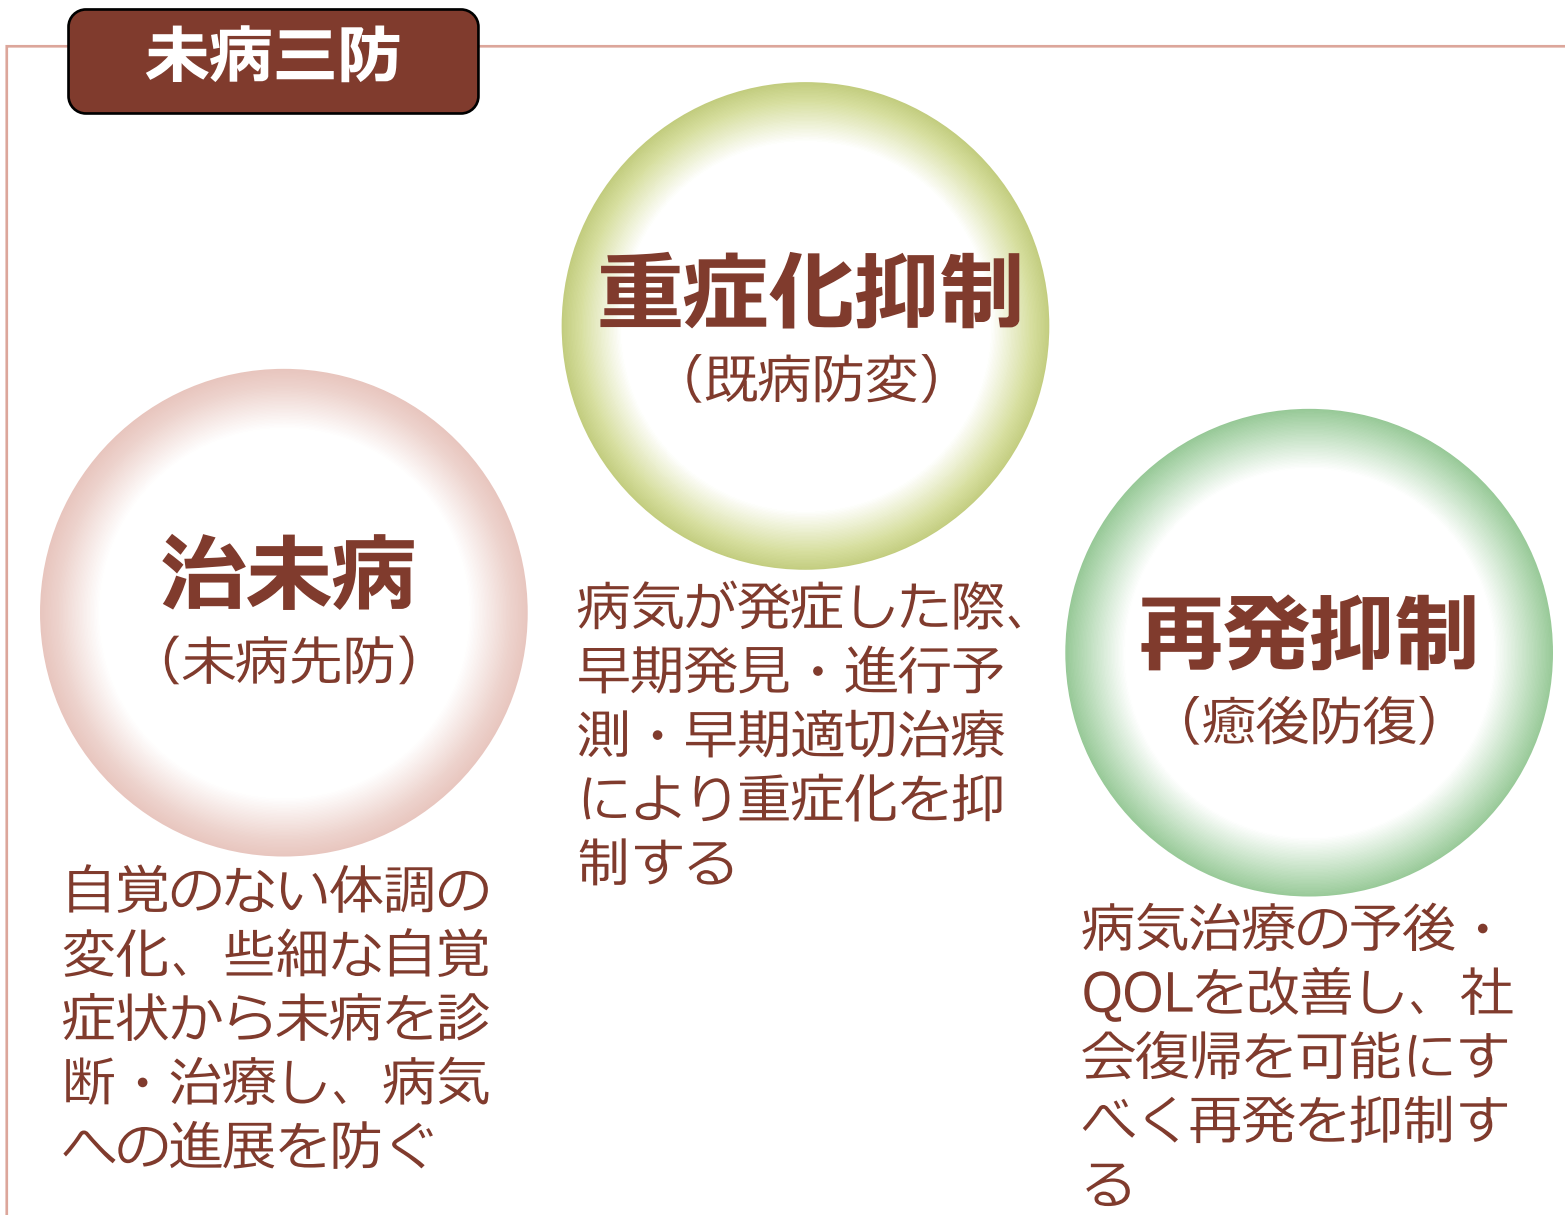 未病三防
治未病
（未病先防）
自覚のない体調の
変化、些細な自覚
症状から未病を診
断・治療し、病気
への進展を防ぐ
重症化抑制
（既病防変）
病気が発症した際、
早期発見・進行予
測・早期適切治療
により重症化を抑
制する
再発抑制
（癒後防復）
病気治療の予後・
QOLを改善し、社
会復帰を可能にす
べく再発を抑制す
る